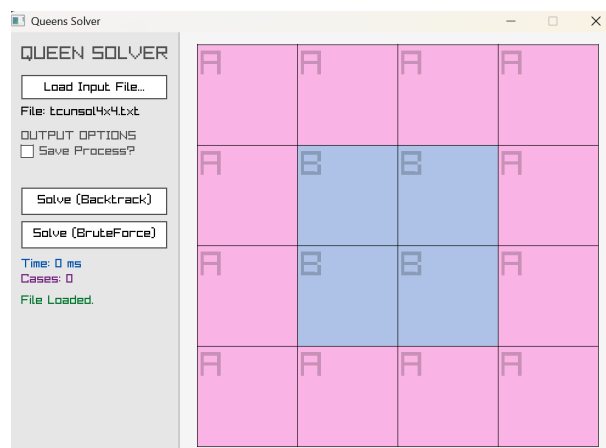 Queens Solver
QUEEN SOLVER
Load Input File...
File: tcunsol4x4.txt
OUTPUT OPTIONS
Save Process?
Solve (Backtrack)
Solve (BruteForce)
Time: 0 ms
Cases: 0
File Loaded.
A A A A
A B B A
A B B A
A A A A